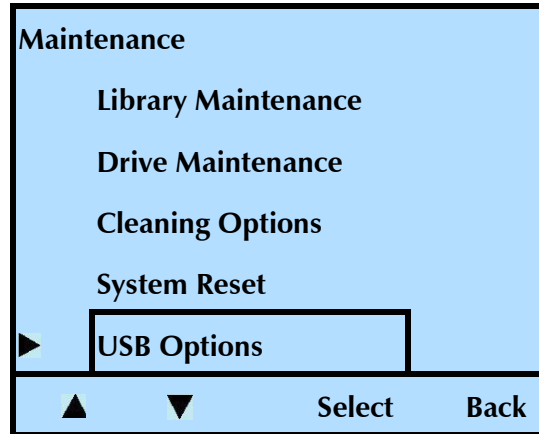 Maintenance
Library Maintenance
Drive Maintenance
Cleaning Options
System Reset
USB Options
Select Back